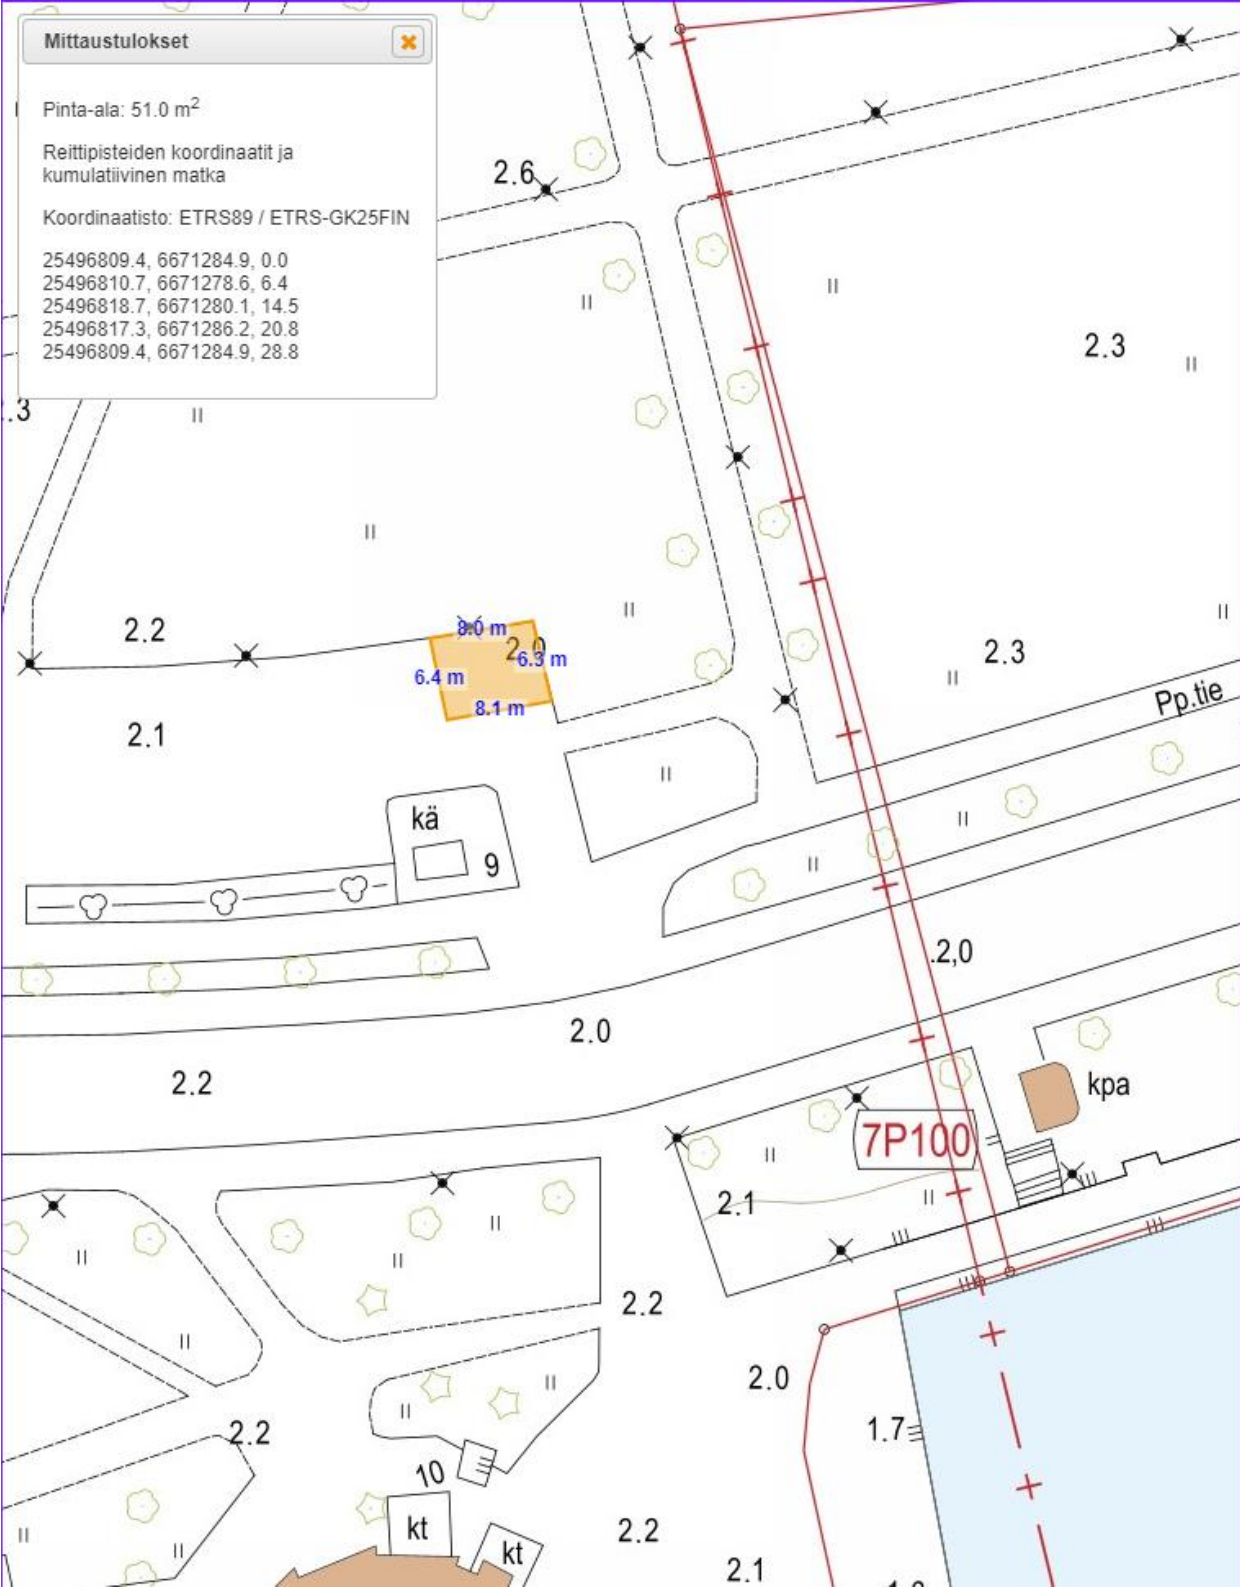 Mittaustulokset
Pinta-ala: 51.0 m²
Reittipisteiden koordinaatit ja
kumulatiivinen matka
Koordinaatisto: ETRS89 / ETRS-GK25FIN
25496809.4, 6671284.9, 0.0
25496810.7, 6671278.6, 6.4
25496818.7, 6671280.1, 14.5
25496817.3, 6671286.2, 20.8
25496809.4, 6671284.9, 28.8
2.6
2.3
.3
2.2
8.0 m
2.0
6.3 m
6.4 m
8.1 m
2.3
Pp.tie
2.1
kä
9
.2,0
2.0
2.2
kpa
7P100
2.1
2.2
2.0
1.7
2.2
10
kt
kt
2.2
2.1